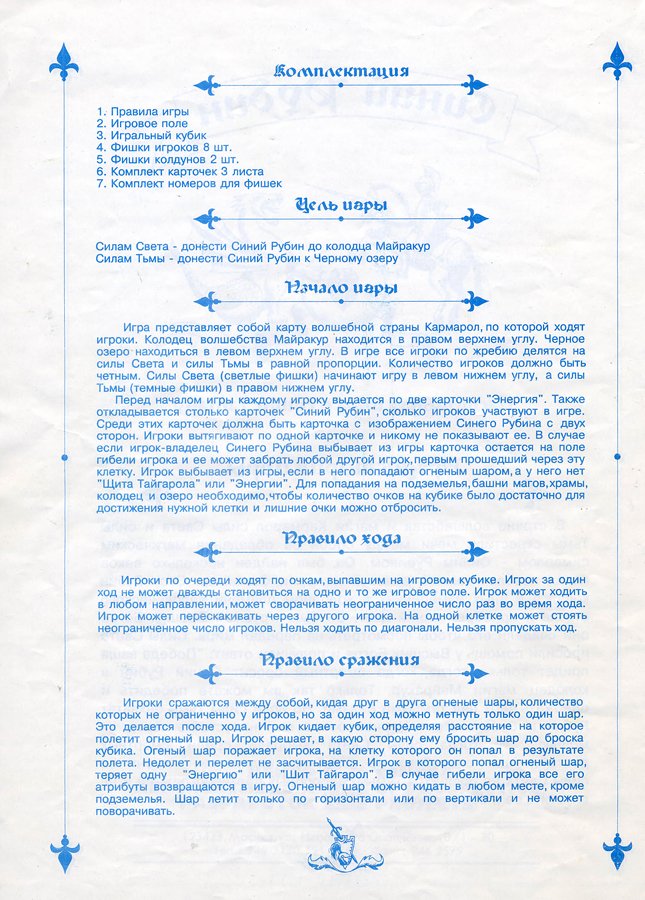 Комплектация
1. Правила игры
2. Игровое поле
3. Игральный кубик
4. Фишки игроков 8 шт.
5. Фишки колдунов 2 шт.
6. Комплект карточек 3 листа
7. Комплект номеров для фишек
Цель игры
Силам Света - донести Синий Рубин до колодца Майракур
Силам Тьмы - донести Синий Рубин к Черному озеру
Начало игры
Игра представляет собой карту волшебной страны Кармарол, по которой ходят
игроки. Колодец волшебства Майракур находится в правом верхнем углу. Черное
озеро находиться в левом верхнем углу. В игре все игроки по жребию делятся на
силы Света и силы Тьмы в равной пропорции. Количество игроков должно быть
четным. Силы Света (светлые фишки) начинают игру в левом нижнем углу, а силы
Тьмы (темные фишки) в правом нижнем углу.
Перед началом игры каждому игроку выдается по две карточки "Энергия". Также
откладывается столько карточек "Синий Рубин", сколько игроков участвуют в игре.
Среди этих карточек должна быть карточка с изображением Синего Рубина с двух
сторон. Игроки вытягивают по одной карточке и никому не показывают ее. В случае
если игрок-владелец Синего Рубина выбывает из игры карточка остается на поле
гибели игрока и ее может забрать любой другой игрок, первым прошедший через эту
клетку. Игрок выбывает из игры, если в него попадают огненым шаром, а у него нет
"Щита Тайгарола" или "Энергии". Для попадания на подземелья, башни магов, храмы,
колодец и озеро необходимо, чтобы количество очков на кубике было достаточно для
достижения нужной клетки и лишние очки можно отбросить.
Правило хода
Игроки по очереди ходят по очкам, выпавшим на игровом кубике. Игрок за один
ход не может дважды становиться на одно и то же игровое поле. Игрок может ходить
в любом направлении, может сворачивать неограниченное число раз во время хода.
Игрок может перескакивать через другого игрока. На одной клетке может стоять
неограниченное число игроков. Нельзя ходить по диагонали. Нельзя пропускать ход.
Правило сражения
Игроки сражаются между собой, кидая друг в друга огненые шары, количество
которых не ограниченно у игроков, но за один ход можно метнуть только один шар.
Это делается после хода. Игрок кидает кубик, определяя расстояние на которое
полетит огненый шар. Игрок решает, в какую сторону ему бросить шар до броска
кубика. Огеный шар поражает игрока, на клетку которого он попал в результате
полета. Недолет и перелет не засчитывается. Игрок в которого попал огненый шар,
теряет одну "Энергию" или "Шит Тайгарол". В случае гибели игрока все его
атрибуты возвращаются в игру. Огненый шар можно кидать в любом месте, кроме
подземелья. Шар летит только по горизонтали или по вертикали и не может
поворачивать.